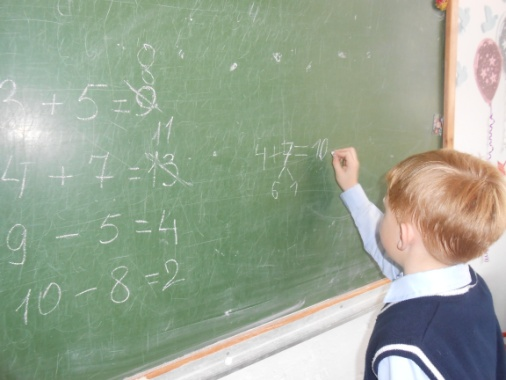 8
3 + 5 = 9
11
4 + 7 = 13
9 - 5 = 4
10 - 8 = 2
4+7=10
6 1